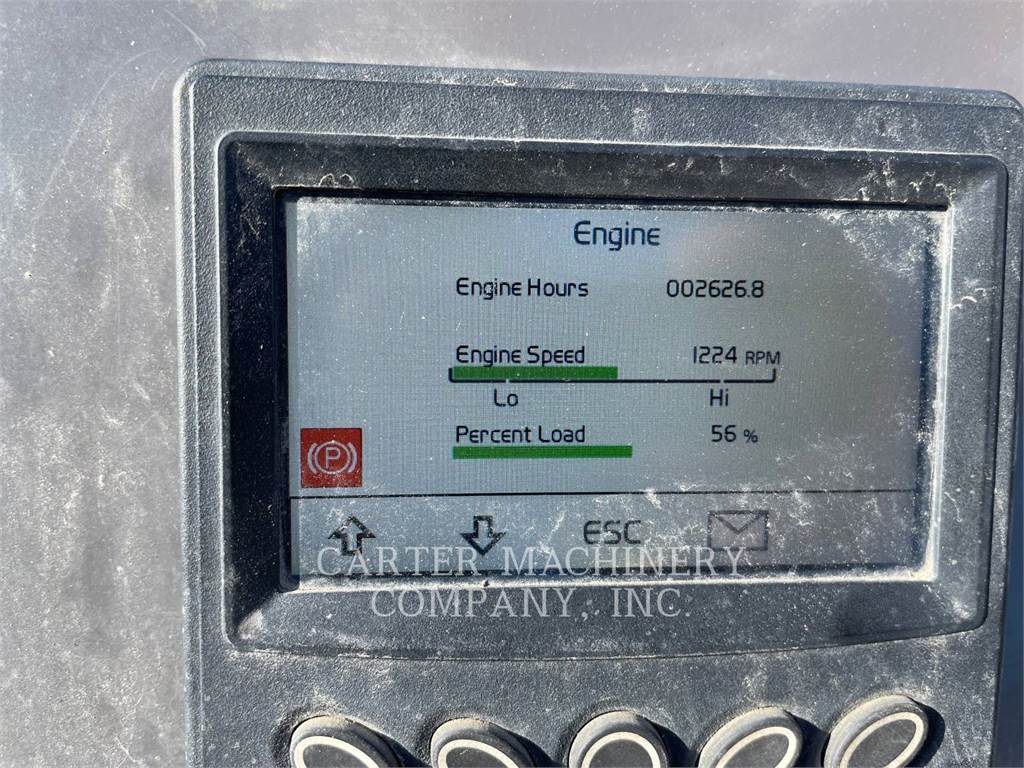 Engine
Engine Hours 002626.8
Engine Speed 1224 RPM
Lo Hi
Percent Load 56 %
P
ESC
CARTER MACHINERY
COMPANY, INC.